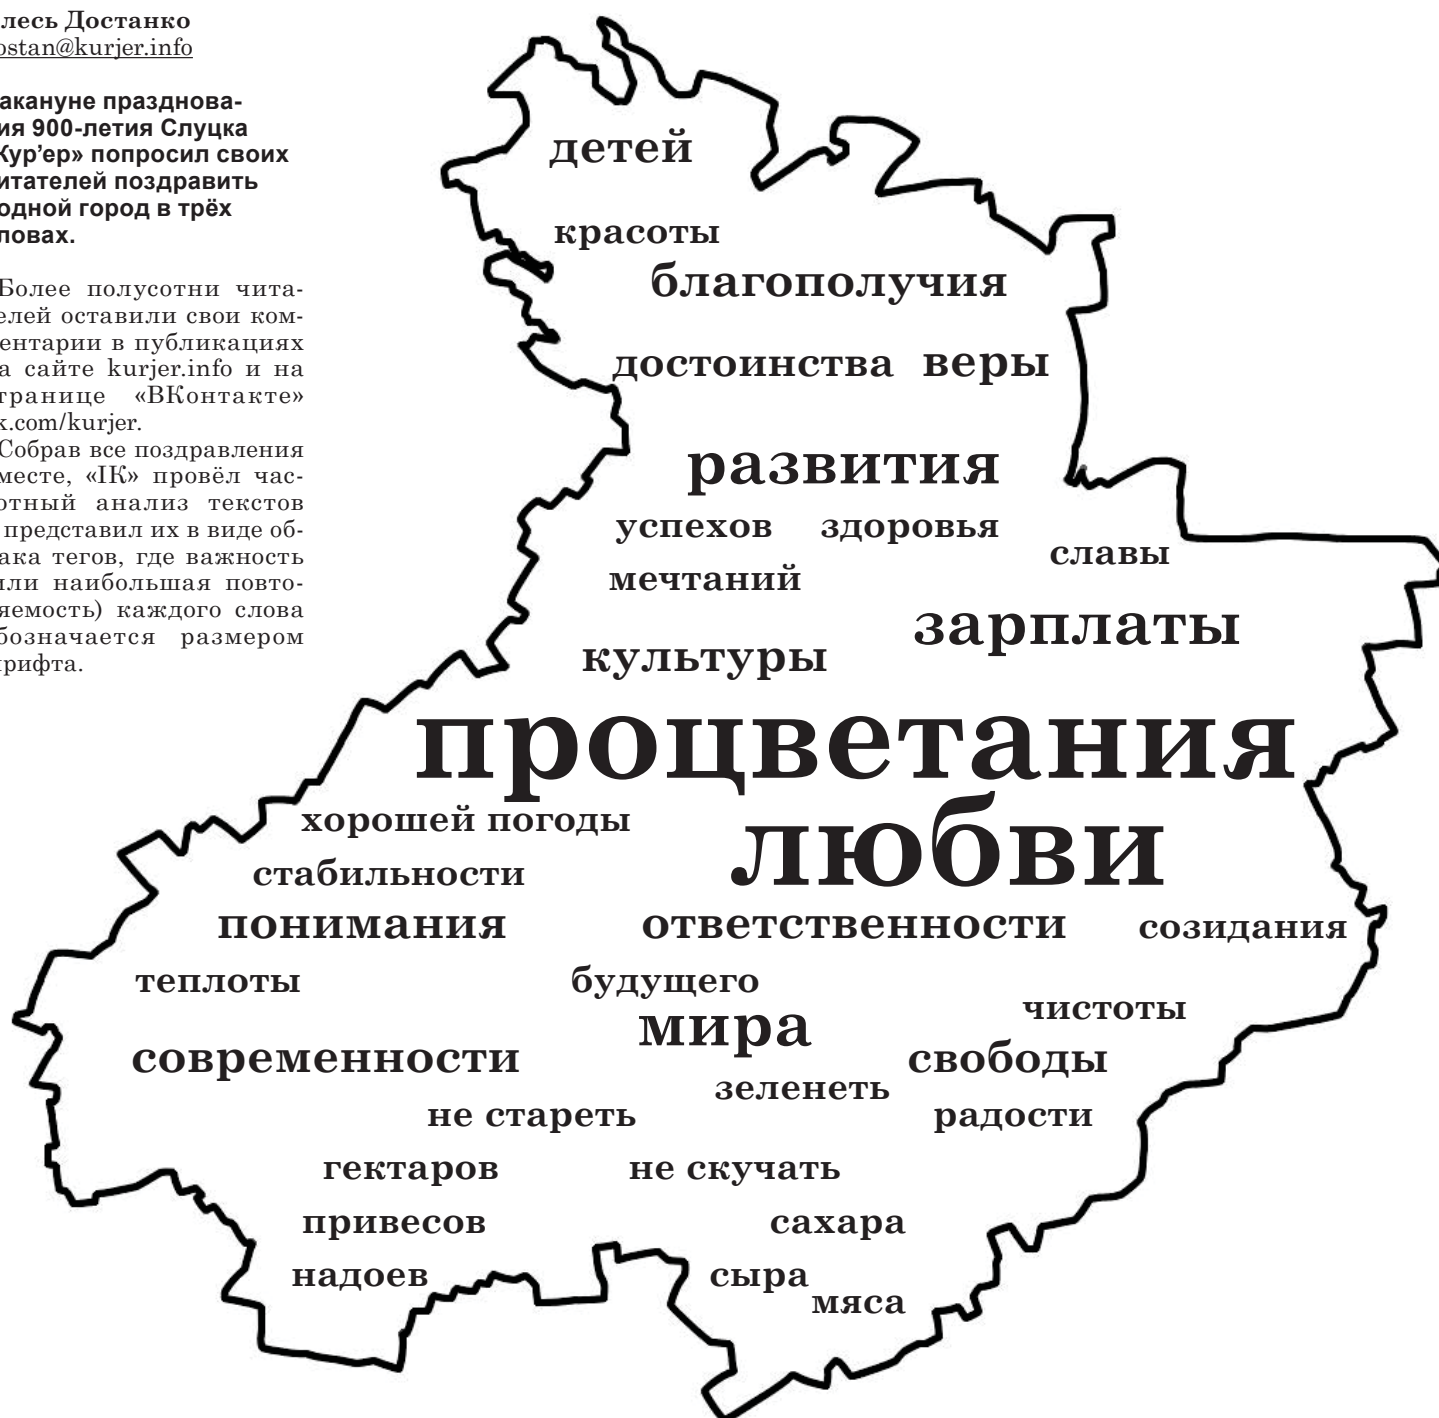 лесь Достанко
ostan@kurjer.info
акануне празднова-
ия 900-летия Слуцка
Кур’ер» попросил своих
итателей поздравить
одной город в трёх
ловах.
Более полусотни чита-
елей оставили свои ком-
ентарии в публикациях
а сайте kurjer.info и на
транице «ВКонтакте»
k.com/kurjer.
Собрав все поздравления
месте, «ІК» провёл час-
отный анализ текстов
представил их в виде об-
ака тегов, где важность
или наибольшая повто-
яемость) каждого слова
бозначается размером
рифта.
детей
красоты
благополучия
достоинства веры
развития
успехов здоровья
славы
мечтаний
зарплаты
культуры
процветания
хорошей погоды
любви
стабильности
понимания ответственности созидания
теплоты будущего
чистоты
мира
современности свободы
зеленеть
не стареть радости
гектаров не скучать
привесов сахара
надоев сыра
мяса